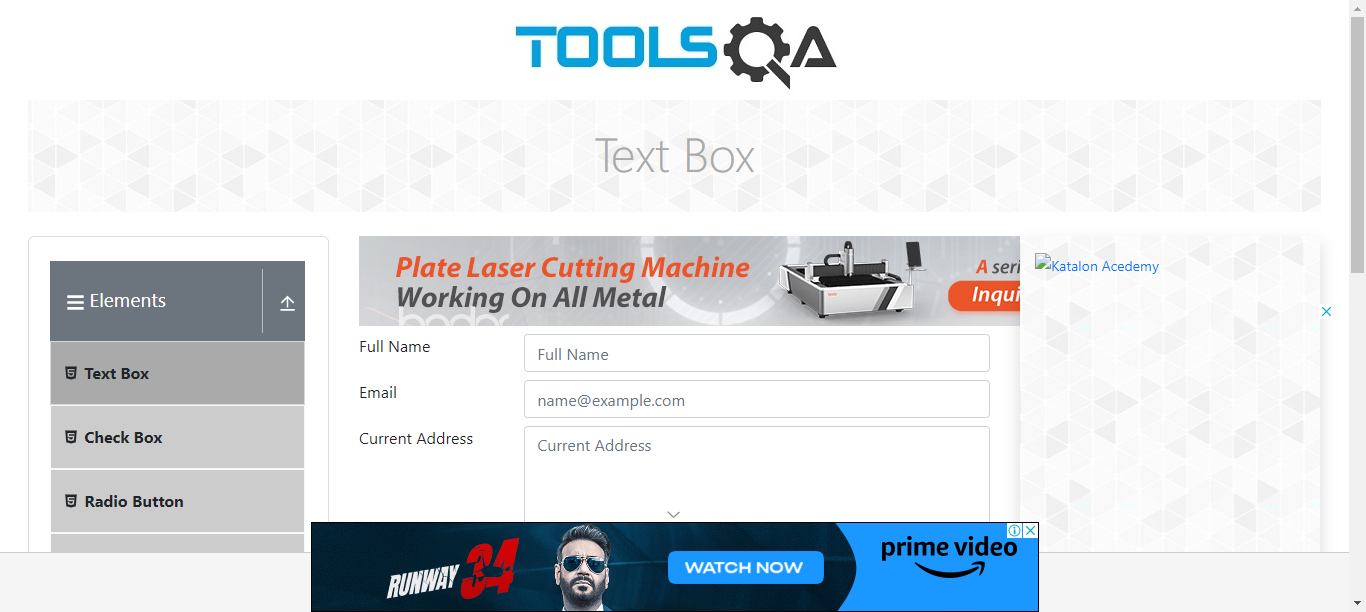 TOOLSQA
Text Box
Elements
Text Box
Check Box
Radio Button
Plate Laser Cutting Machine
Working On All Metal
bodor
A seri
Inqui
Katalon Acedemy
Full Name
Full Name
Email
name@example.com
Current Address
Current Address
RUNWAY 34
WATCH NOW
prime video